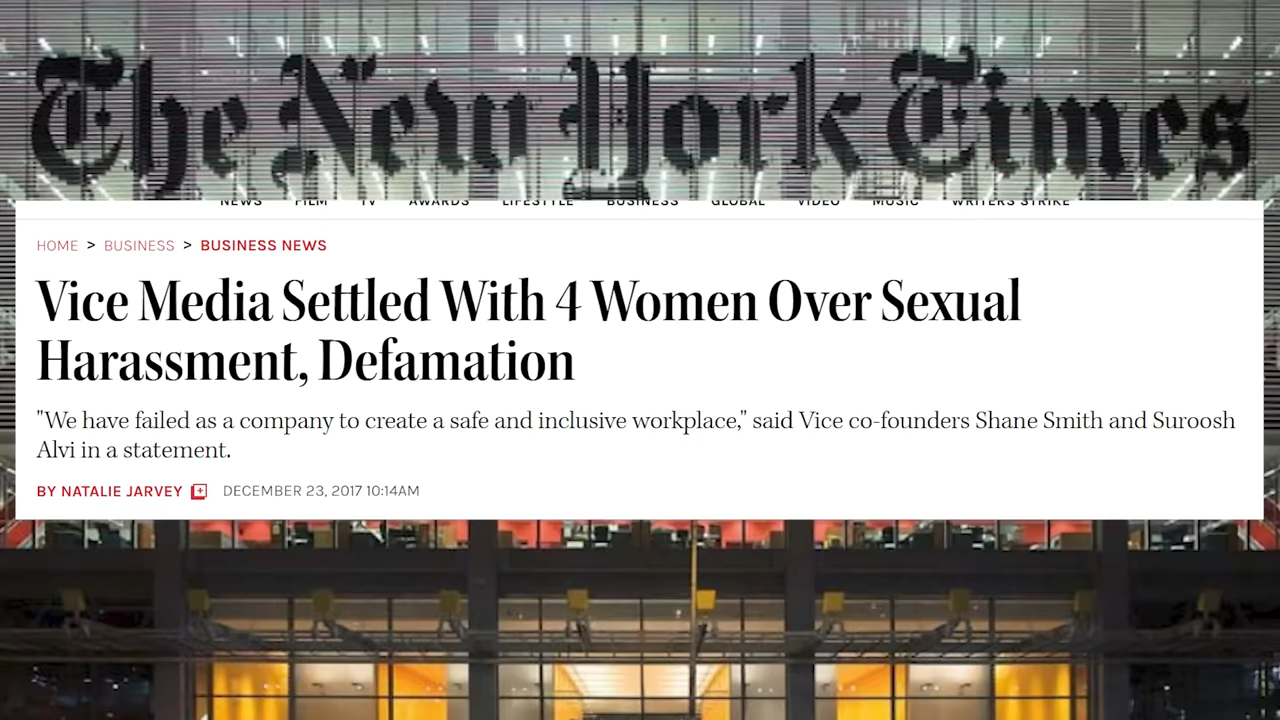 The New York Times
NEWS FILM TV AWARDS LIFESTYLE BUSINESS GLOBAL VIDEO MUSIC WRITERS STRIKE
HOME > BUSINESS > BUSINESS NEWS
Vice Media Settled With 4 Women Over Sexual
Harassment, Defamation
"We have failed as a company to create a safe and inclusive workplace," said Vice co-founders Shane Smith and Suroosh
Alvi in a statement.
BY NATALIE JARVEY DECEMBER 23, 2017 10:14AM